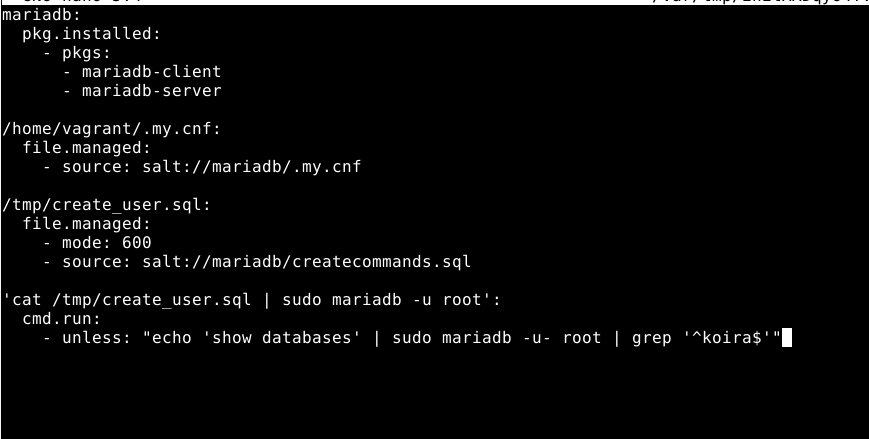 mariadb:
  pkg.installed:
    - pkgs:
      - mariadb-client
      - mariadb-server

/home/vagrant/.my.cnf:
  file.managed:
    - source: salt://mariadb/.my.cnf

/tmp/create_user.sql:
  file.managed:
    - mode: 600
    - source: salt://mariadb/createcommands.sql

'cat /tmp/create_user.sql | sudo mariadb -u root':
  cmd.run:
    - unless: "echo 'show databases' | sudo mariadb -u- root | grep '^koira$'"